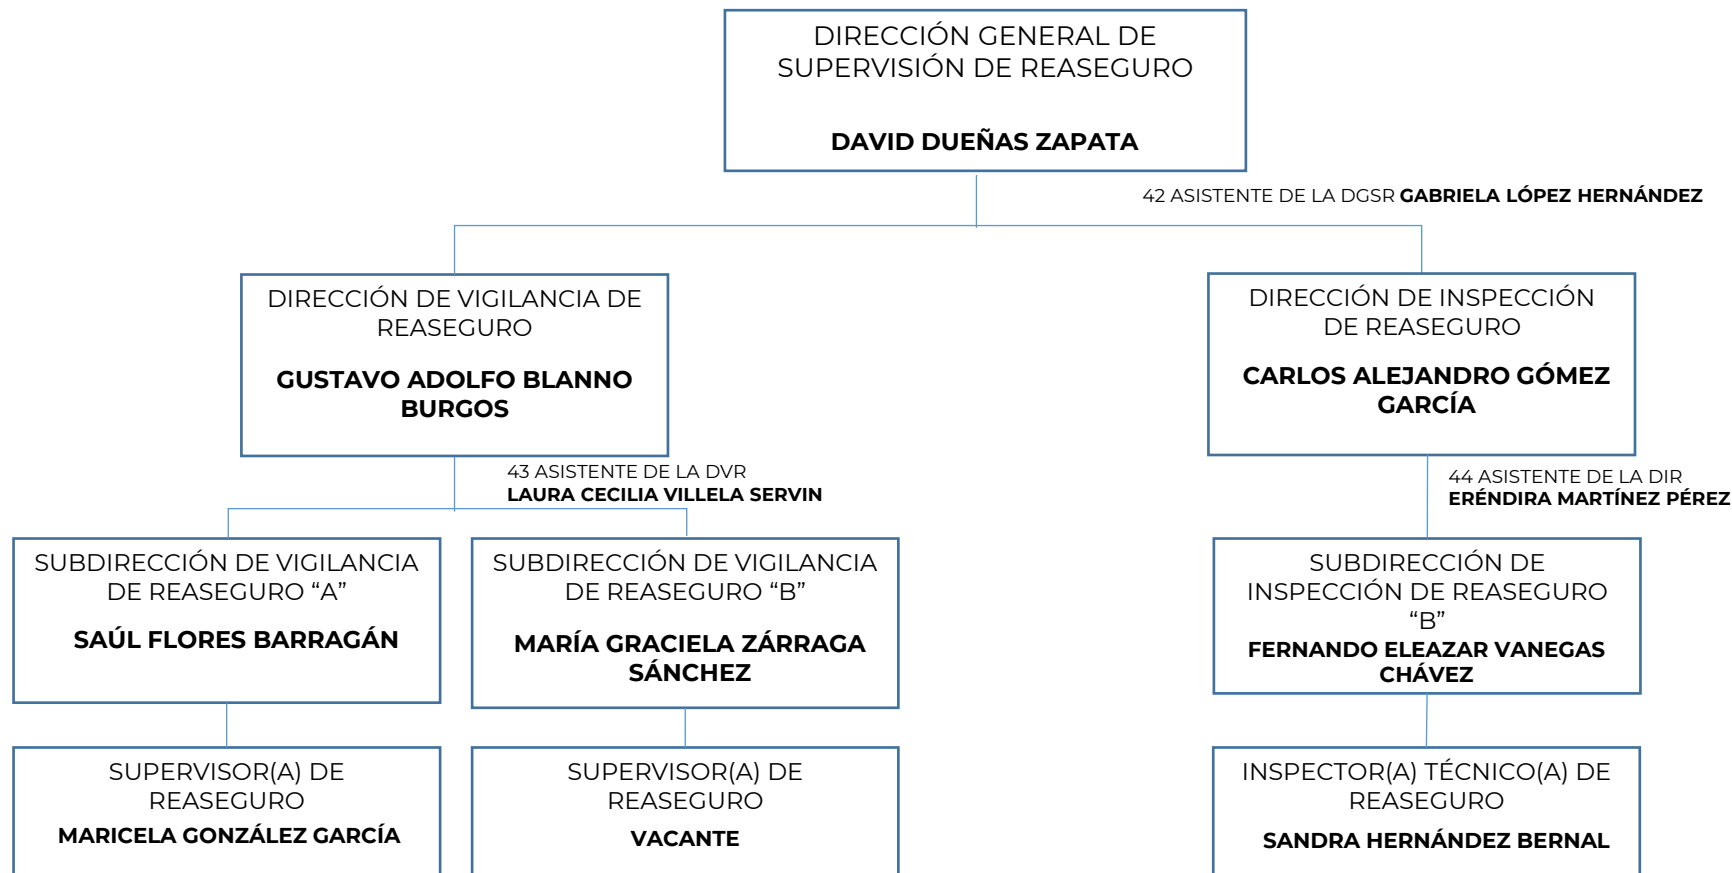 DIRECCIÓN GENERAL DE
SUPERVISIÓN DE REASEGURO
DAVID DUEÑAS ZAPATA
42 ASISTENTE DE LA DGSR GABRIELA LÓPEZ HERNÁNDEZ
DIRECCIÓN DE VIGILANCIA DE
REASEGURO
GUSTAVO ADOLFO BLANNO
BURGOS
DIRECCIÓN DE INSPECCIÓN
DE REASEGURO
CARLOS ALEJANDRO GÓMEZ
GARCÍA
43 ASISTENTE DE LA DVR
LAURA CECILIA VILLELA SERVIN
44 ASISTENTE DE LA DIR
ERÉNDIRA MARTÍNEZ PÉREZ
SUBDIRECCIÓN DE VIGILANCIA
DE REASEGURO “A”
SAÚL FLORES BARRAGÁN
SUBDIRECCIÓN DE VIGILANCIA
DE REASEGURO “B”
MARÍA GRACIELA ZÁRRAGA
SÁNCHEZ
SUBDIRECCIÓN DE
INSPECCIÓN DE REASEGURO
“B”
FERNANDO ELEAZAR VANEGAS
CHÁVEZ
SUPERVISOR(A) DE
REASEGURO
MARICELA GONZÁLEZ GARCÍA
SUPERVISOR(A) DE
REASEGURO
VACANTE
INSPECTOR(A) TÉCNICO(A) DE
REASEGURO
SANDRA HERNÁNDEZ BERNAL